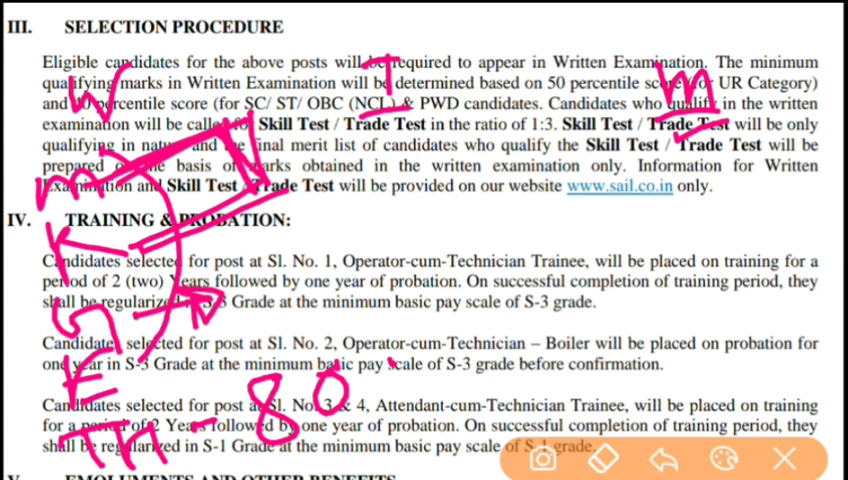 III. SELECTION PROCEDURE
Eligible candidates for the above posts will be required to appear in Written Examination. The minimum
qualifying marks in Written Examination will be determined based on 50 percentile score (for UR Category)
and percentile score (for SC/ ST/ OBC (NCL) & PWD candidates. Candidates who qualify in the written
examination will be called for Skill Test / Trade Test in the ratio of 1:3. Skill Test / Trade Test will be only
qualifying in nature and the final merit list of candidates who qualify the Skill Test / Trade Test will be
prepared on the basis of marks obtained in the written examination only. Information for Written
Examination and Skill Test / Trade Test will be provided on our website www.sail.co.in only.
IV. TRAINING & PROBATION:
Candidates selected for post at Sl. No. 1, Operator-cum-Technician Trainee, will be placed on training for a
period of 2 (two) Years followed by one year of probation. On successful completion of training period, they
shall be regularized S-3 Grade at the minimum basic pay scale of S-3 grade.
Candidates selected for post at Sl. No. 2, Operator-cum-Technician – Boiler will be placed on probation for
one year in S-3 Grade at the minimum basic pay scale of S-3 grade before confirmation.
Candidates selected for post at Sl. No. 3 & 4, Attendant-cum-Technician Trainee, will be placed on training
for a period of 2 Years followed by one year of probation. On successful completion of training period, they
shall be regularized in S-1 Grade at the minimum basic pay scale of S-1 grade.
V. EMOLUMENTS AND OTHER BENEFITS
W
T
m
K
G
E
TM - 80